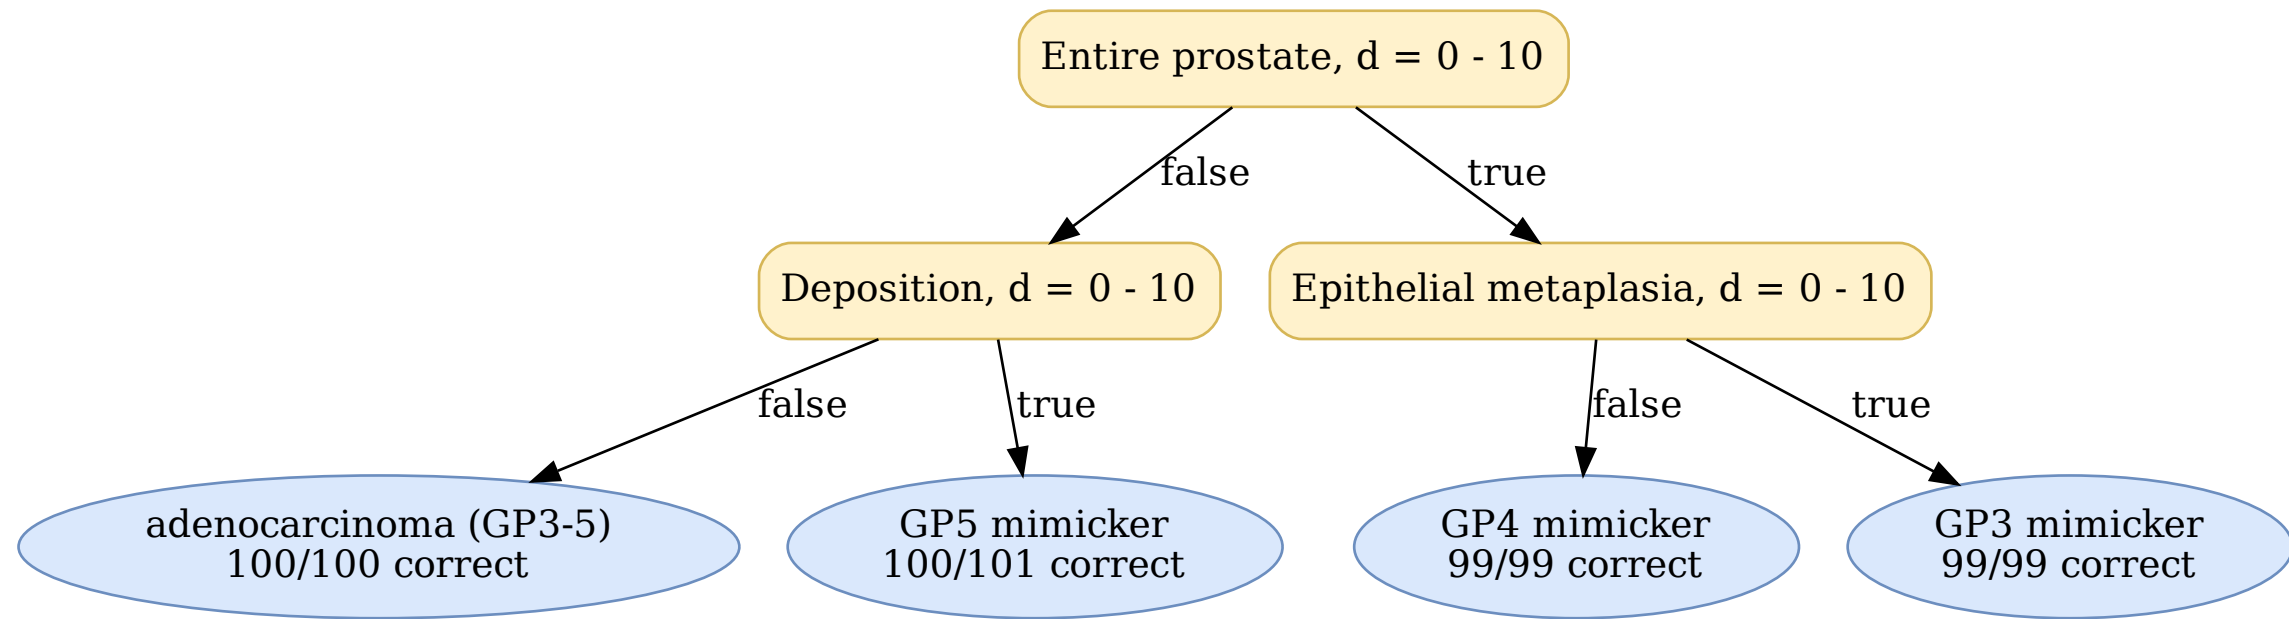 Entire prostate, d = 0 - 10
false
true
Deposition, d = 0 - 10
Epithelial metaplasia, d = 0 - 10
false
true
false
true
adenocarcinoma (GP3-5)
100/100 correct
GP5 mimicker
100/101 correct
GP4 mimicker
99/99 correct
GP3 mimicker
99/99 correct